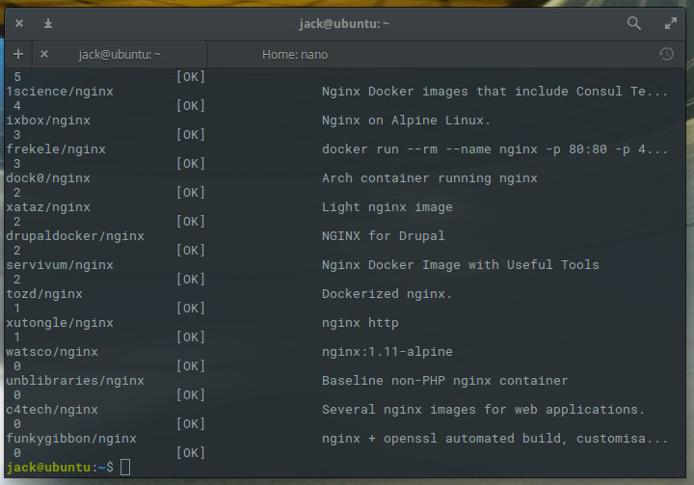 jack@ubuntu: ~
jack@ubuntu: ~ Home: nano
5 [OK]
1science/nginx Nginx Docker images that include Consul Te...
4 [OK]
ixbox/nginx Nginx on Alpine Linux.
3 [OK]
frekele/nginx docker run --rm --name nginx -p 80:80 -p 4...
3 [OK]
dock0/nginx Arch container running nginx
2 [OK]
xataz/nginx Light nginx image
2 [OK]
drupaldocker/nginx NGINX for Drupal
2 [OK]
servivum/nginx Nginx Docker Image with Useful Tools
2 [OK]
tozd/nginx Dockerized nginx.
1 [OK]
xutongle/nginx nginx http
1 [OK]
watsco/nginx nginx:1.11-alpine
0 [OK]
unblibraries/nginx Baseline non-PHP nginx container
0 [OK]
c4tech/nginx Several nginx images for web applications.
0 [OK]
funkygibbon/nginx nginx + openssl automated build, customisa...
0 [OK]
jack@ubuntu:~$